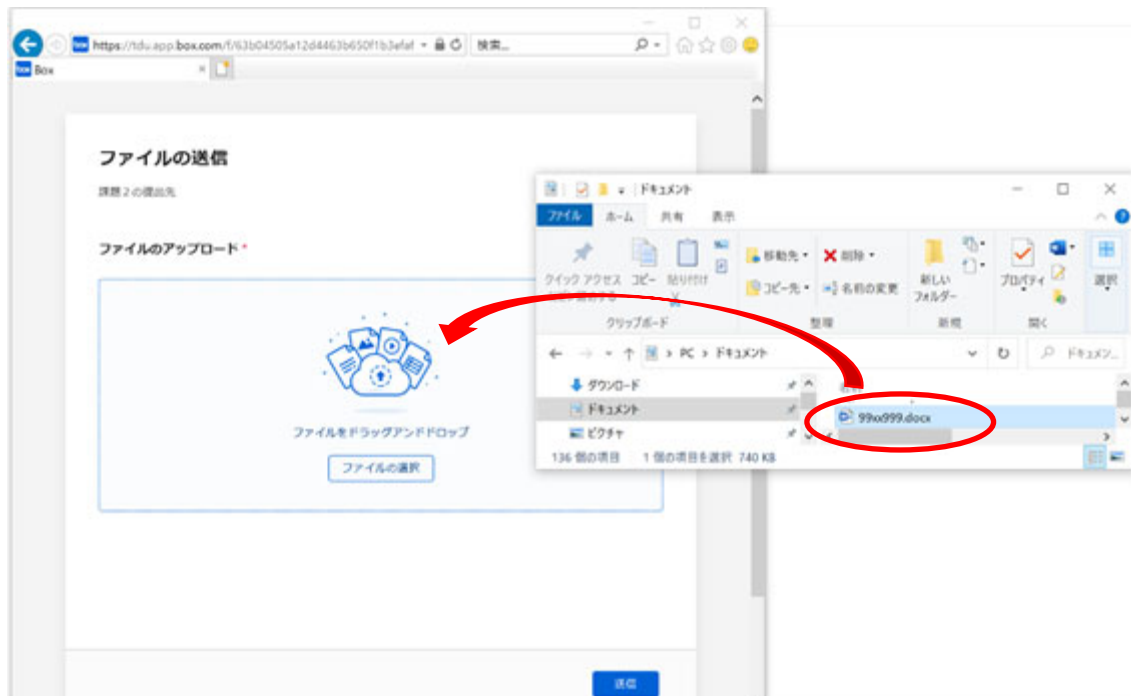 検索...
Box
ファイルの送信
課題2の提出先
ファイルのアップロード *
ファイルをドラッグアンドドロップ
ファイルの選択
送信
ドキュメント
ファイル ホーム 共有 表示
クイック アクセス
コピー
貼り付け
移動先
削除
コピー先
名前の変更
新しい
フォルダー
プロパティ
選択
クリップボード
整理
新規
開く
PC > ドキュメント
ダウンロード
ドキュメント
ピクチャ
99xx999.docx
136 個の項目 1 個の項目を選択 740 KB